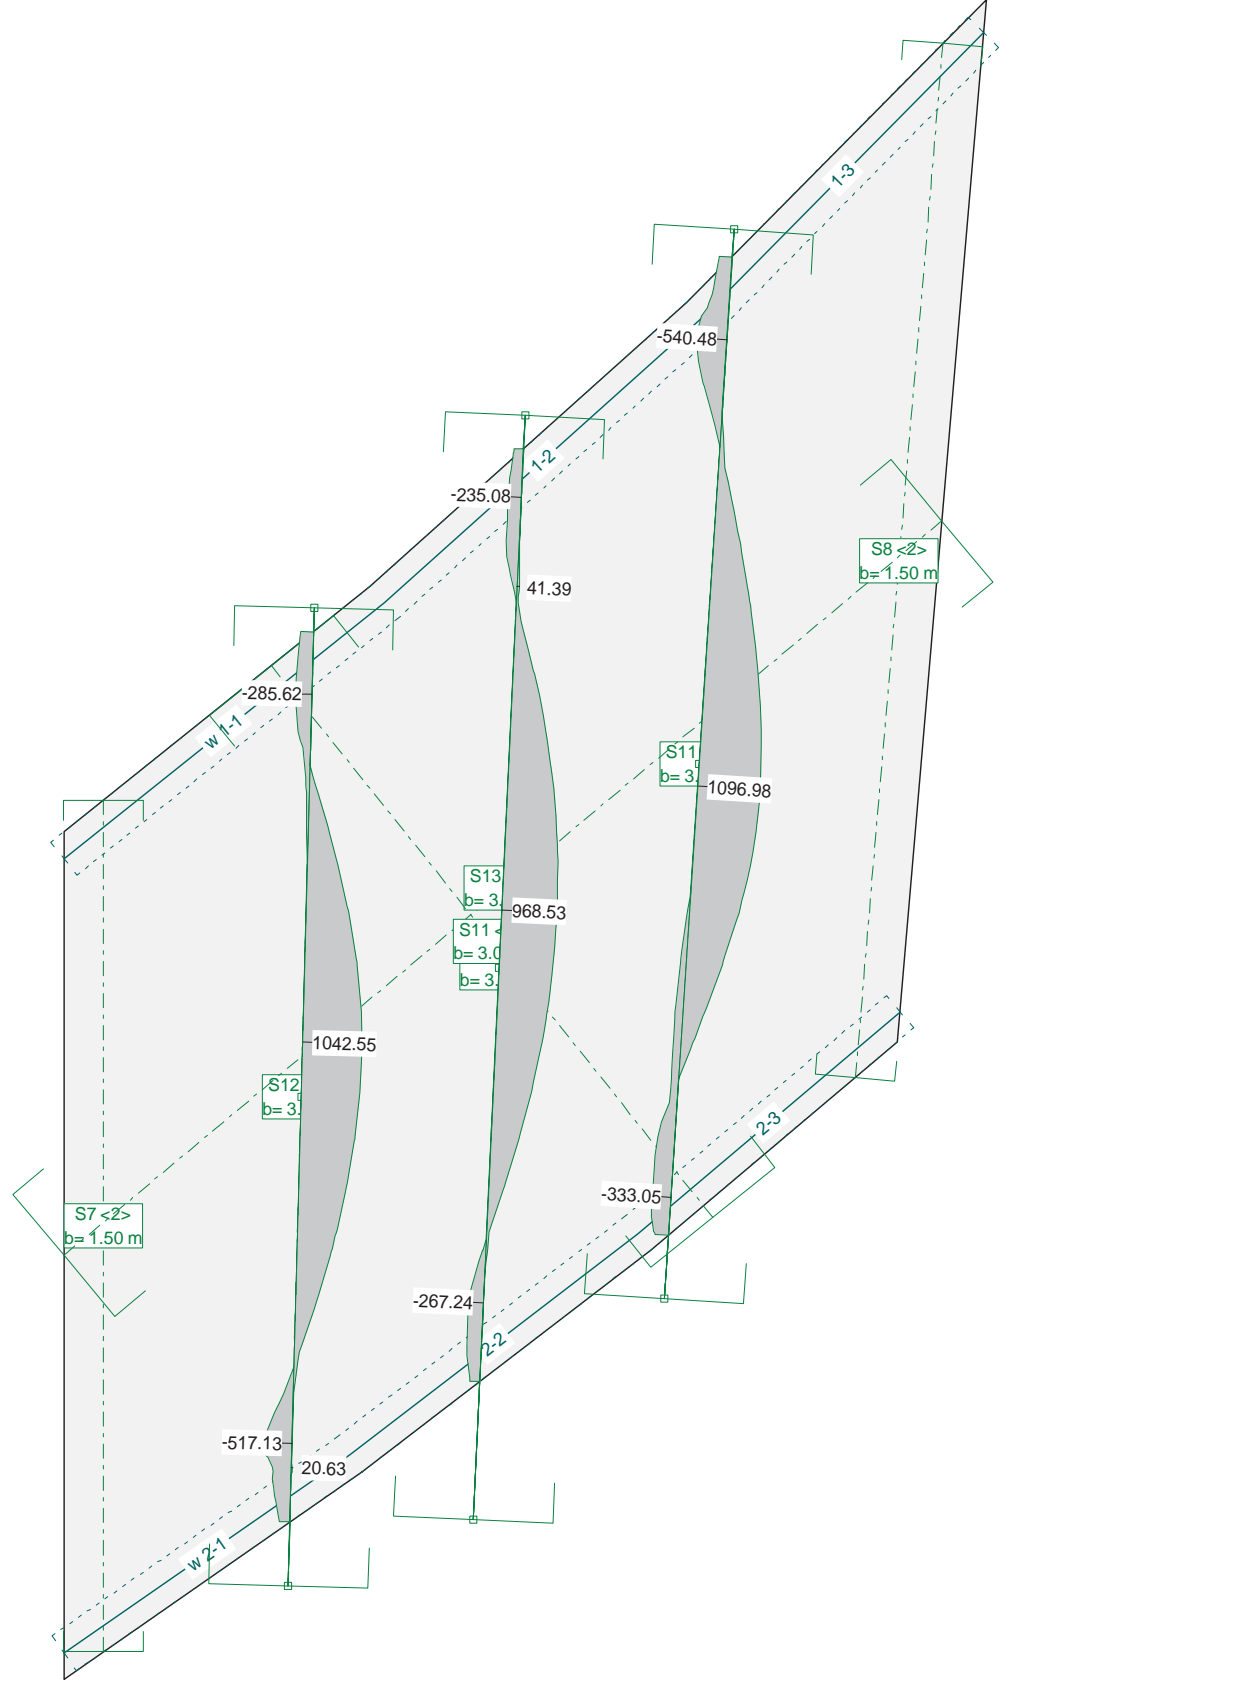 1-3
-540.48
1-2
-235.08
S8 <2>
b= 1.50 m
41.39
-285.62
w 1-1
S11
b= 3.
1096.98
S13
b= 3.
968.53
S11 <
b= 3.0
b= 3.
1042.55
S12
b= 3.
2-3
-333.05
S7 <2>
b= 1.50 m
-267.24
2-2
-517.13
20.63
w 2-1